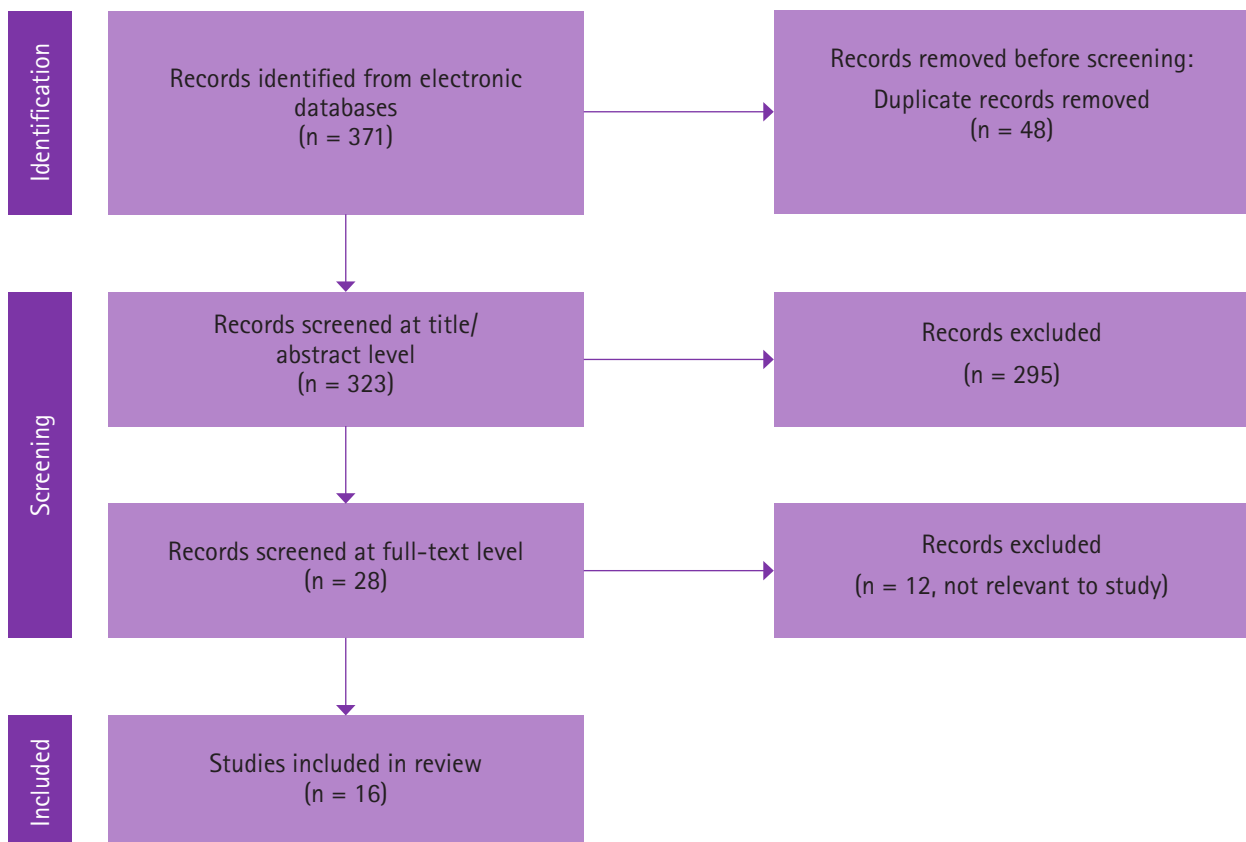 Identification
Records identified from electronic
databases
(n = 371)
Records removed before screening:
Duplicate records removed
(n = 48)
Screening
Records screened at title/
abstract level
(n = 323)
Records excluded
(n = 295)
Records screened at full-text level
(n = 28)
Records excluded
(n = 12, not relevant to study)
Included
Studies included in review
(n = 16)